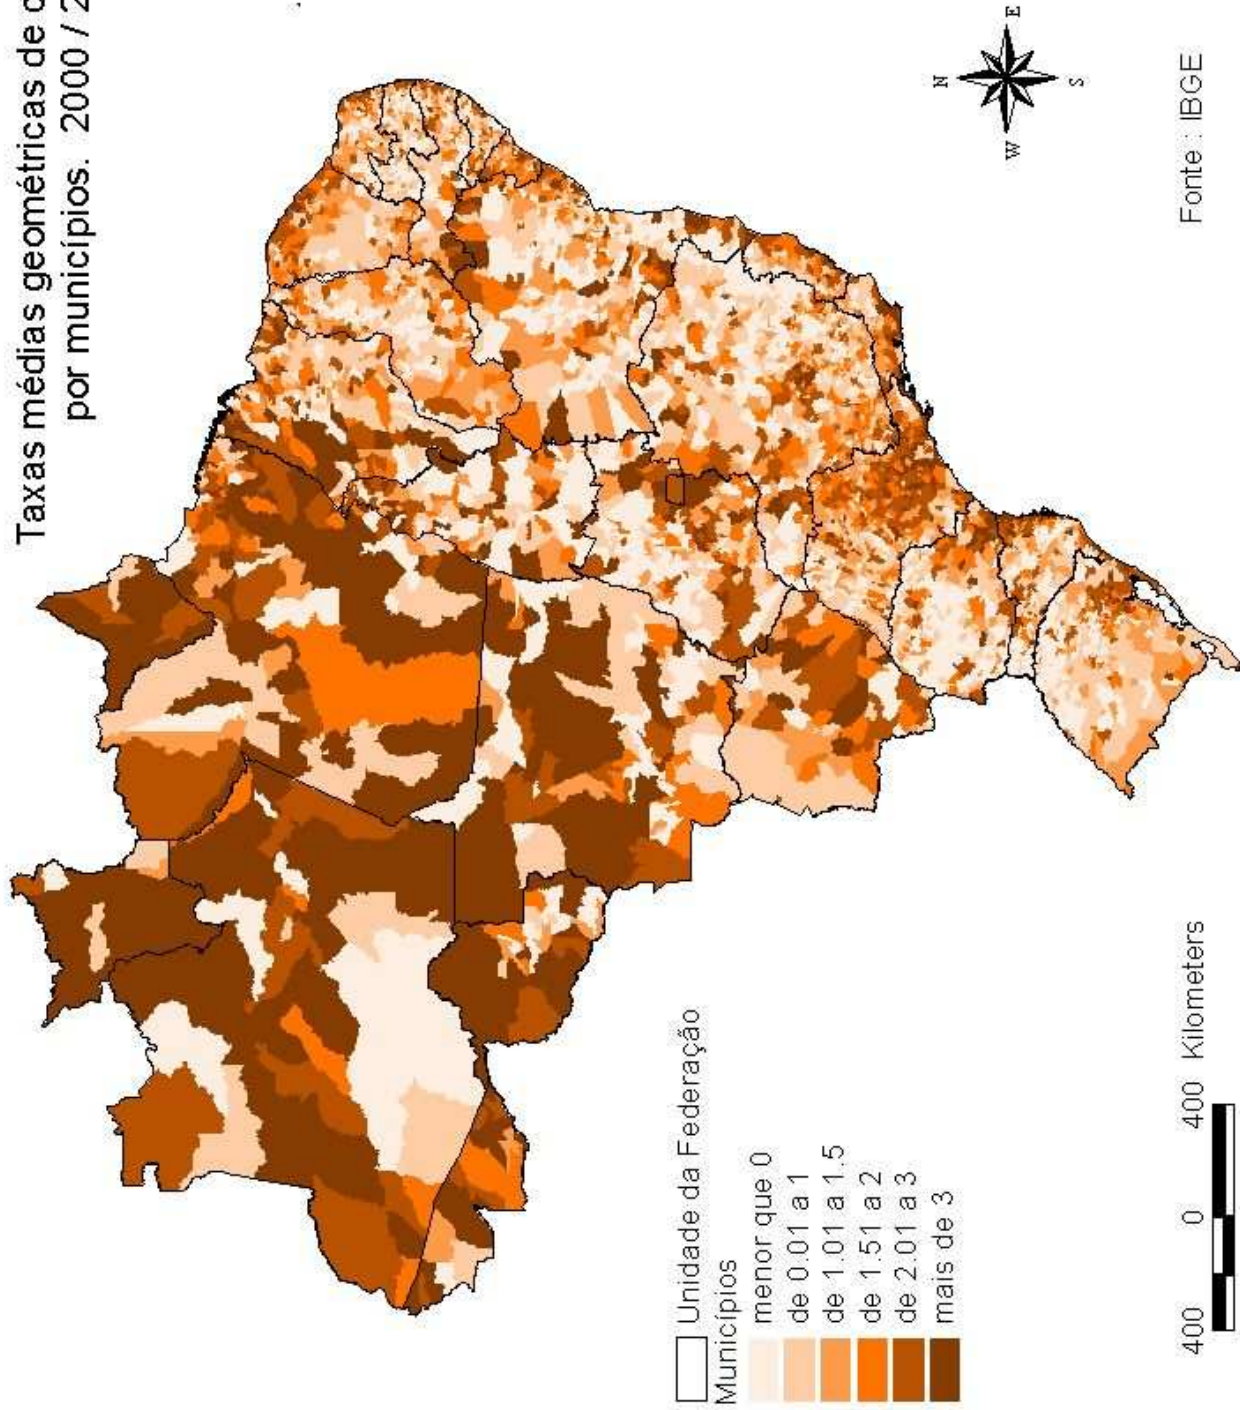 Taxas médias geométricas de
por municípios. 2000 /
N
W
E
S
Unidade da Federação
Municípios
menor que 0
de 0.01 a 1
de 1.01 a 1.5
de 1.51 a 2
de 2.01 a 3
mais de 3
400 0 400 Kilometers
Fonte : IBGE